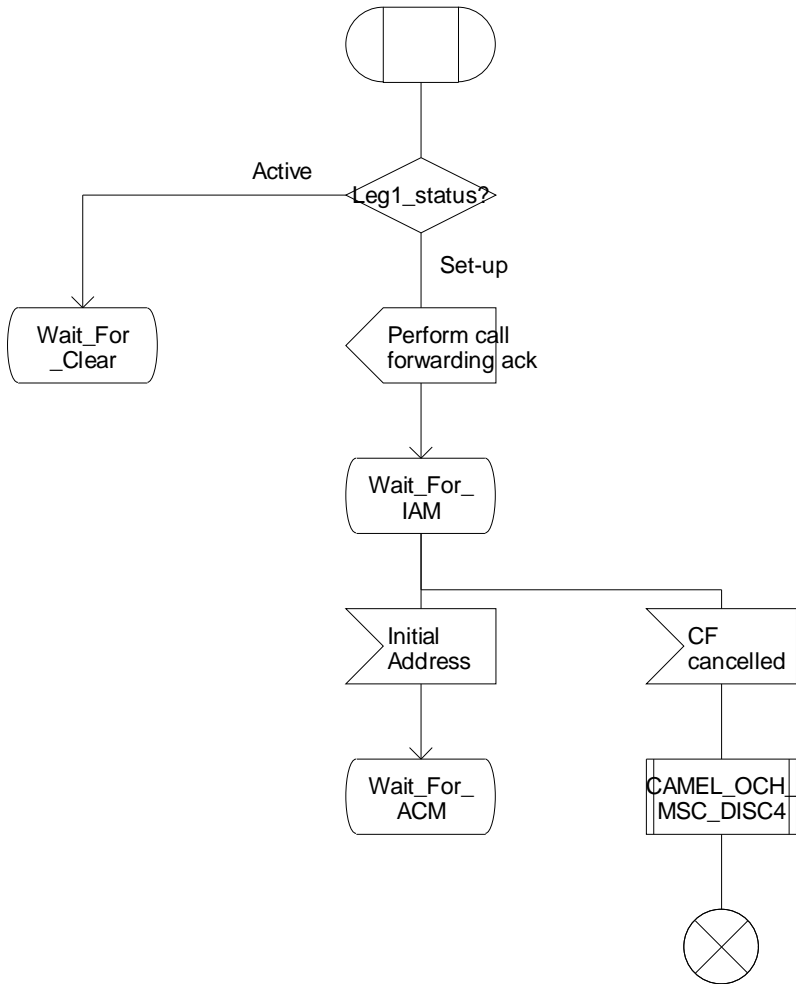 Active
Leg1_status?
Set-up
Wait_For
_Clear
Perform call
forwarding ack
Wait_For_
IAM
Initial
Address
CF
cancelled
Wait_For_
ACM
CAMEL_OCH_
MSC_DISC4